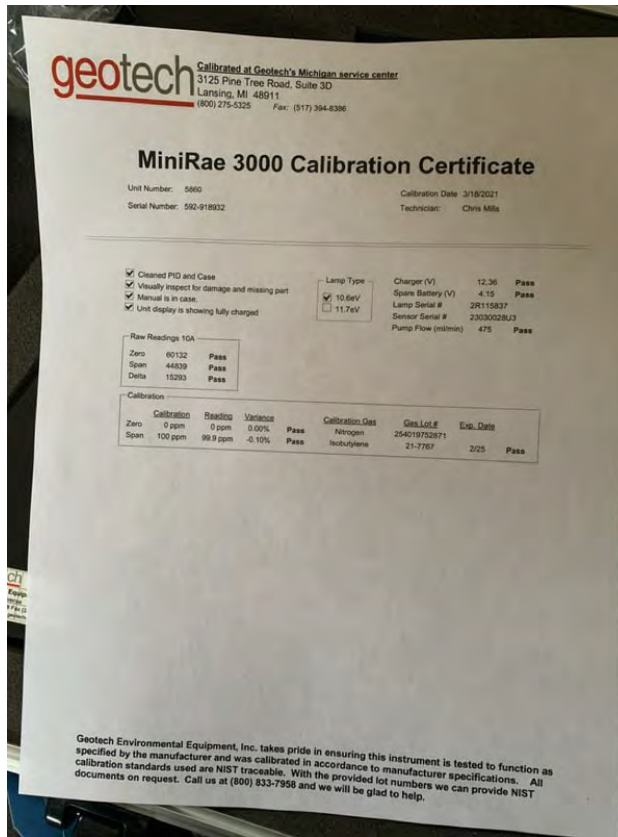 geotech
Calibrated at Geotech's Michigan service center
3125 Pine Tree Road, Suite 3D
Lansing, MI 48911
(800) 275-5325 Fax: (517) 394-8386
MiniRae 3000 Calibration Certificate
Unit Number: 5860 Calibration Date 3/18/2021
Serial Number: 592-918932 Technician: Chris Mills
Cleaned PID and Case
Visually inspect for damage and missing part
Manual is in case.
Unit display is showing fully charged
Lamp Type
10.6eV
11.7eV
Charger (V) 12.36 Pass
Spare Battery (V) 4.15 Pass
Lamp Serial # 2R115837
Sensor Serial # 23030028U3
Pump Flow (ml/min) 475 Pass
Raw Readings 10A
Zero 60132 Pass
Span 44839 Pass
Delta 15293 Pass
Calibration
Calibration Reading Variance Calibration Gas Gas Lot # Exp. Date
Zero 0 ppm 0 ppm 0.00% Pass Nitrogen 254019752871
Span 100 ppm 99.9 ppm -0.10% Pass Isobutylene 21-7767 2/25 Pass
Geotech Environmental Equipment, Inc. takes pride in ensuring this instrument is tested to function as
specified by the manufacturer and was calibrated in accordance to manufacturer specifications. All
calibration standards used are NIST traceable. With the provided lot numbers we can provide NIST
documents on request. Call us at (800) 833-7958 and we will be glad to help.
ch